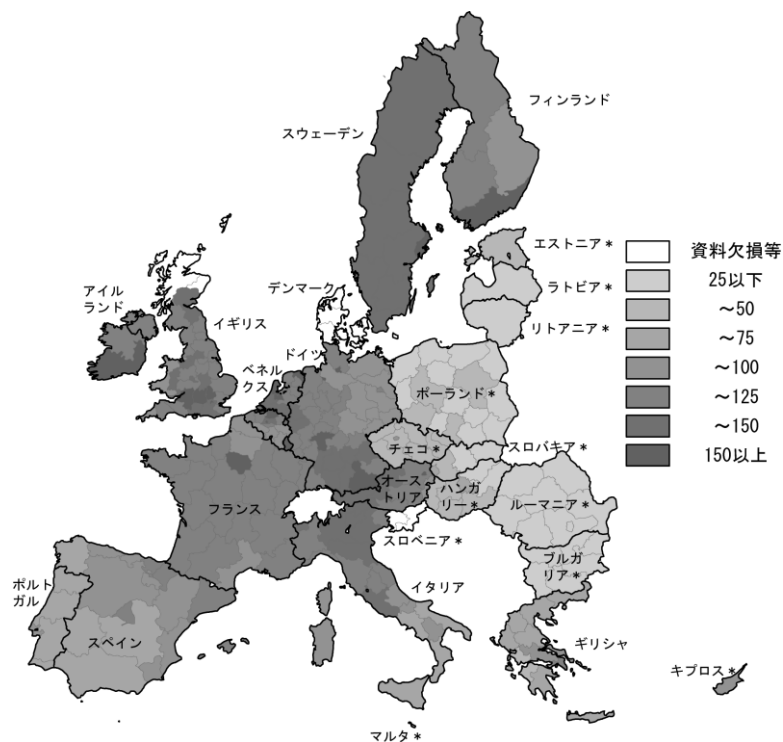 フィンランド
スウェーデン
エストニア*
ラトビア*
リトアニア*
デンマーク
アイル
ランド
イギリス
ドイツ
ベネル
クス
ポーランド*
チェコ*
スロバキア*
オース
トリア
ハンガ
リー*
ルーマニア*
フランス
スロベニア*
ブルガ
リア*
イタリア
ポルト
ガル
スペイン
ギリシャ
キプロス*
マルタ*
資料欠損等
25以下
～50
～75
～100
～125
～150
150以上